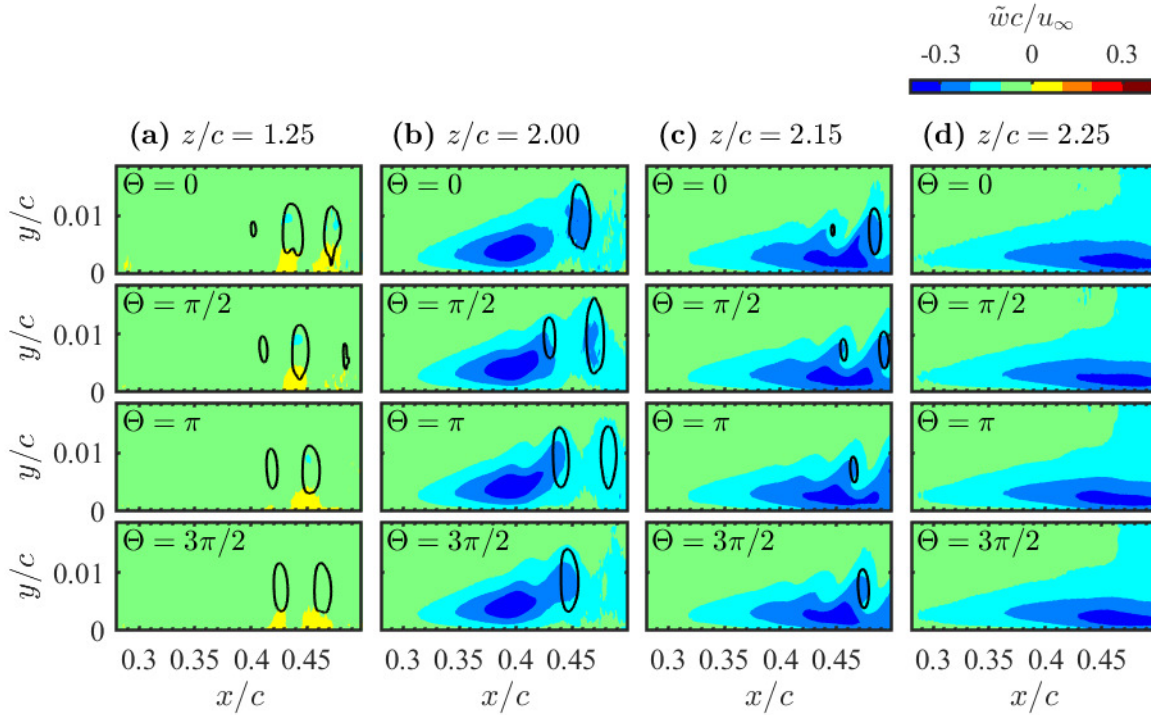 w̃c/u∞
-0.3 0 0.3
(a) z/c = 1.25 (b) z/c = 2.00 (c) z/c = 2.15 (d) z/c = 2.25
Θ = 0 Θ = 0 Θ = 0 Θ = 0
y/c 0.01
0
Θ = π/2 Θ = π/2 Θ = π/2 Θ = π/2
y/c 0.01
0
Θ = π Θ = π Θ = π Θ = π
y/c 0.01
0
Θ = 3π/2 Θ = 3π/2 Θ = 3π/2 Θ = 3π/2
y/c 0.01
0
0.3 0.35 0.4 0.45 0.3 0.35 0.4 0.45 0.3 0.35 0.4 0.45 0.3 0.35 0.4 0.45
x/c x/c x/c x/c